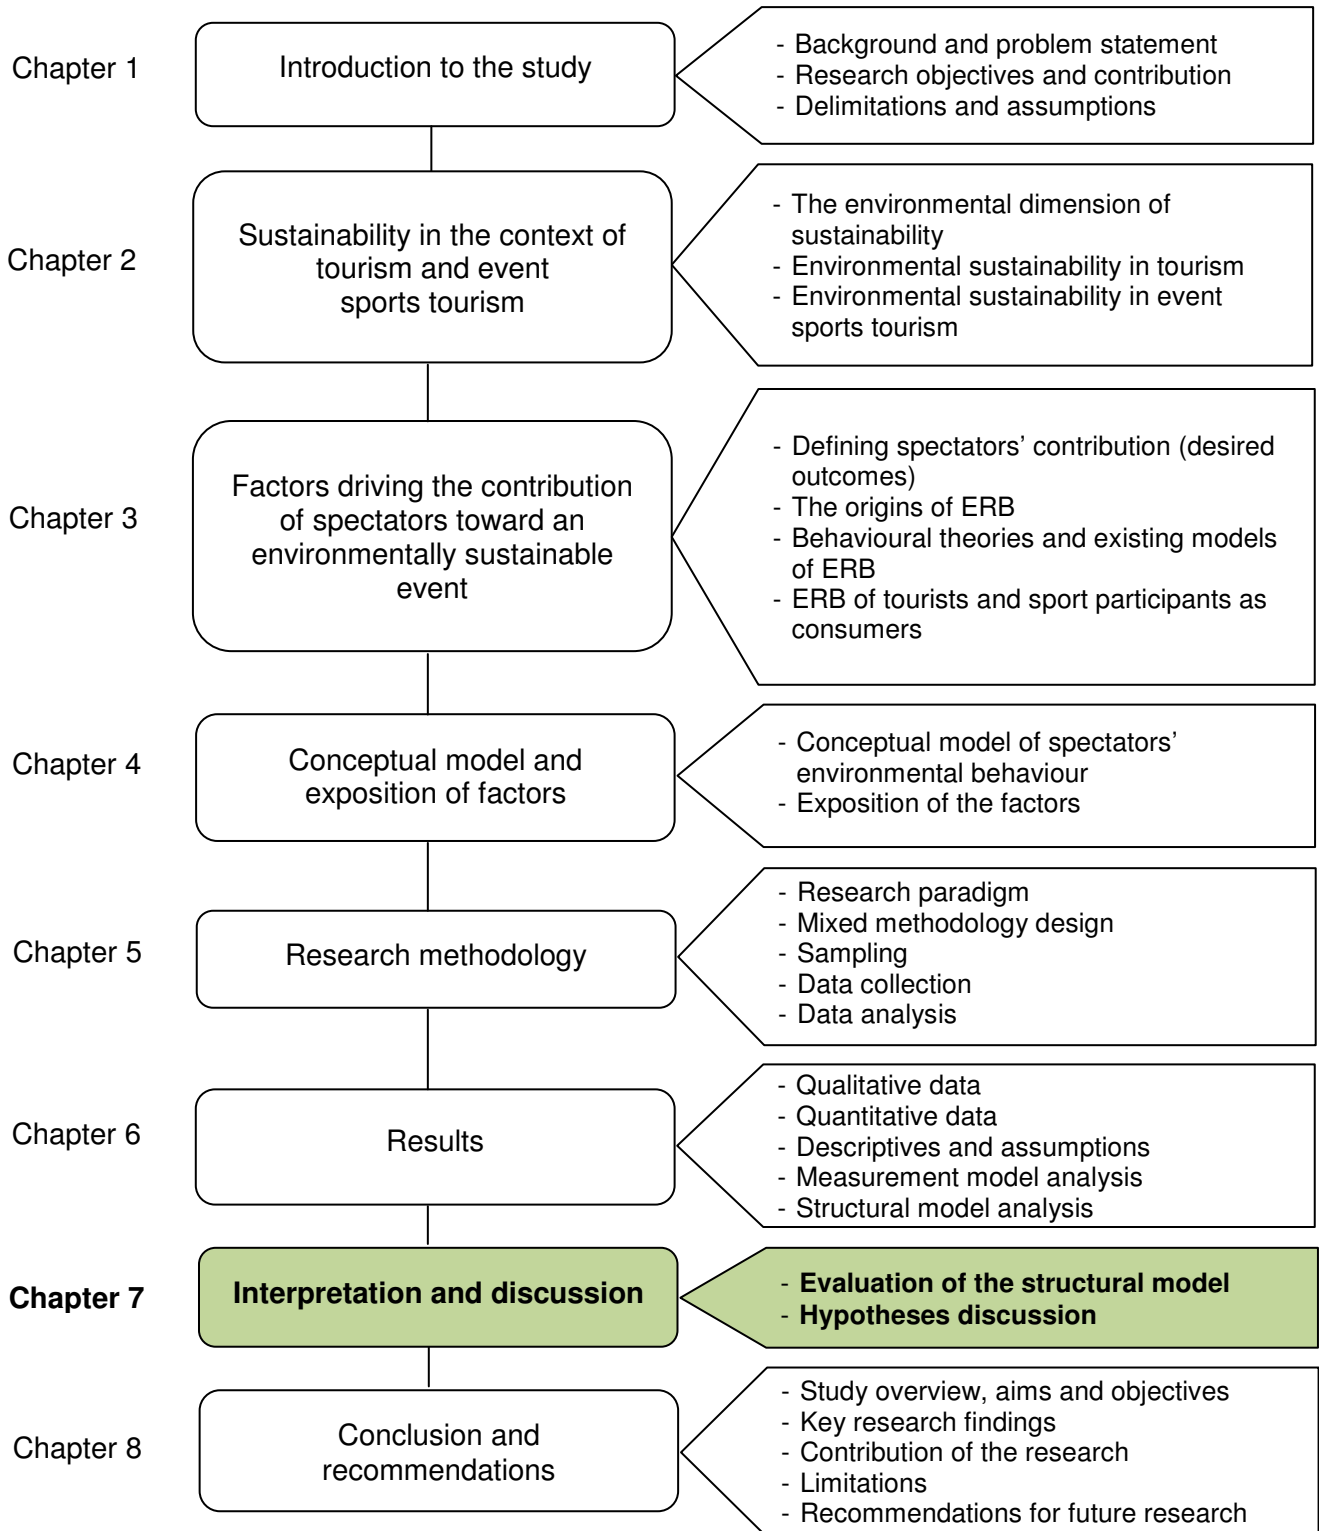 Chapter 1
Introduction to the study
- Background and problem statement
- Research objectives and contribution
- Delimitations and assumptions
Chapter 2
Sustainability in the context of
tourism and event
sports tourism
- The environmental dimension of
sustainability
- Environmental sustainability in tourism
- Environmental sustainability in event
sports tourism
Chapter 3
Factors driving the contribution
of spectators toward an
environmentally sustainable
event
- Defining spectators’ contribution (desired
outcomes)
- The origins of ERB
- Behavioural theories and existing models
of ERB
- ERB of tourists and sport participants as
consumers
Chapter 4
Conceptual model and
exposition of factors
- Conceptual model of spectators’
environmental behaviour
- Exposition of the factors
Chapter 5
Research methodology
- Research paradigm
- Mixed methodology design
- Sampling
- Data collection
- Data analysis
Chapter 6
Results
- Qualitative data
- Quantitative data
- Descriptives and assumptions
- Measurement model analysis
- Structural model analysis
Chapter 7
Interpretation and discussion
- Evaluation of the structural model
- Hypotheses discussion
Chapter 8
Conclusion and
recommendations
- Study overview, aims and objectives
- Key research findings
- Contribution of the research
- Limitations
- Recommendations for future research